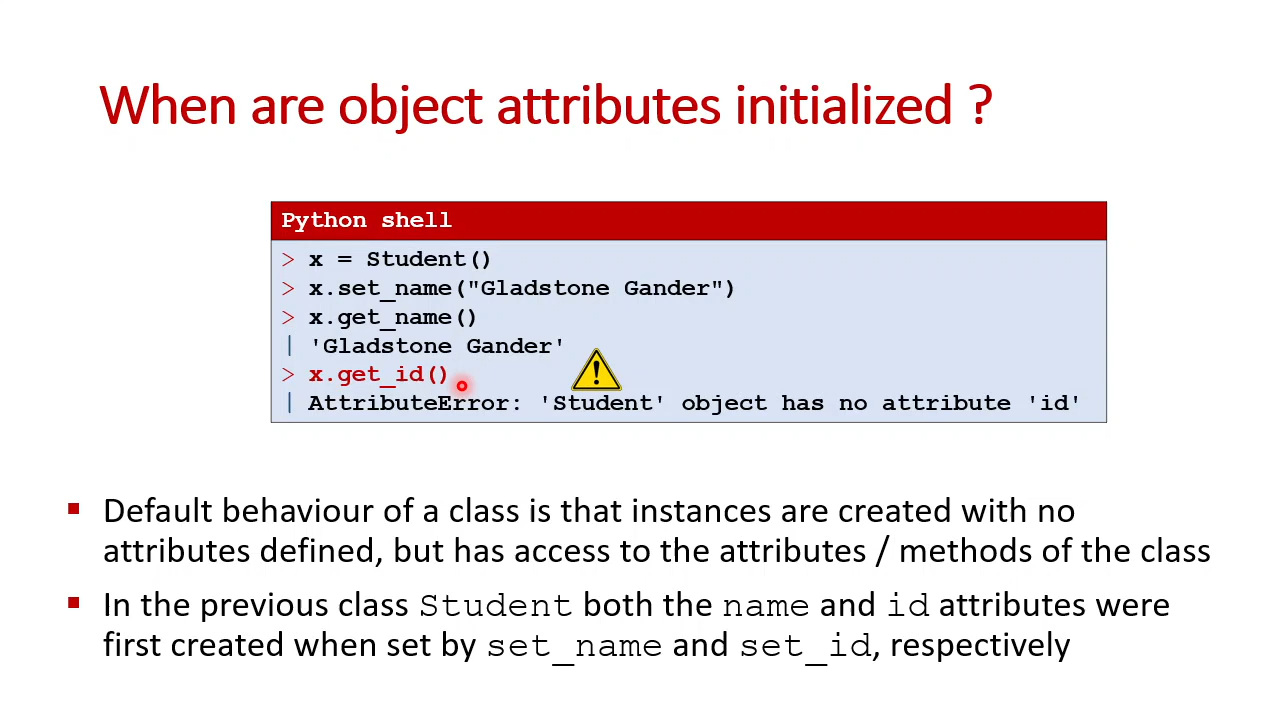 When are object attributes initialized ?
Python shell
> x = Student()
> x.set_name("Gladstone Gander")
> x.get_name()
| 'Gladstone Gander'
> x.get_id()
| AttributeError: 'Student' object has no attribute 'id'
▪ Default behaviour of a class is that instances are created with no
attributes defined, but has access to the attributes / methods of the class
▪ In the previous class Student both the name and id attributes were
first created when set by set_name and set_id, respectively